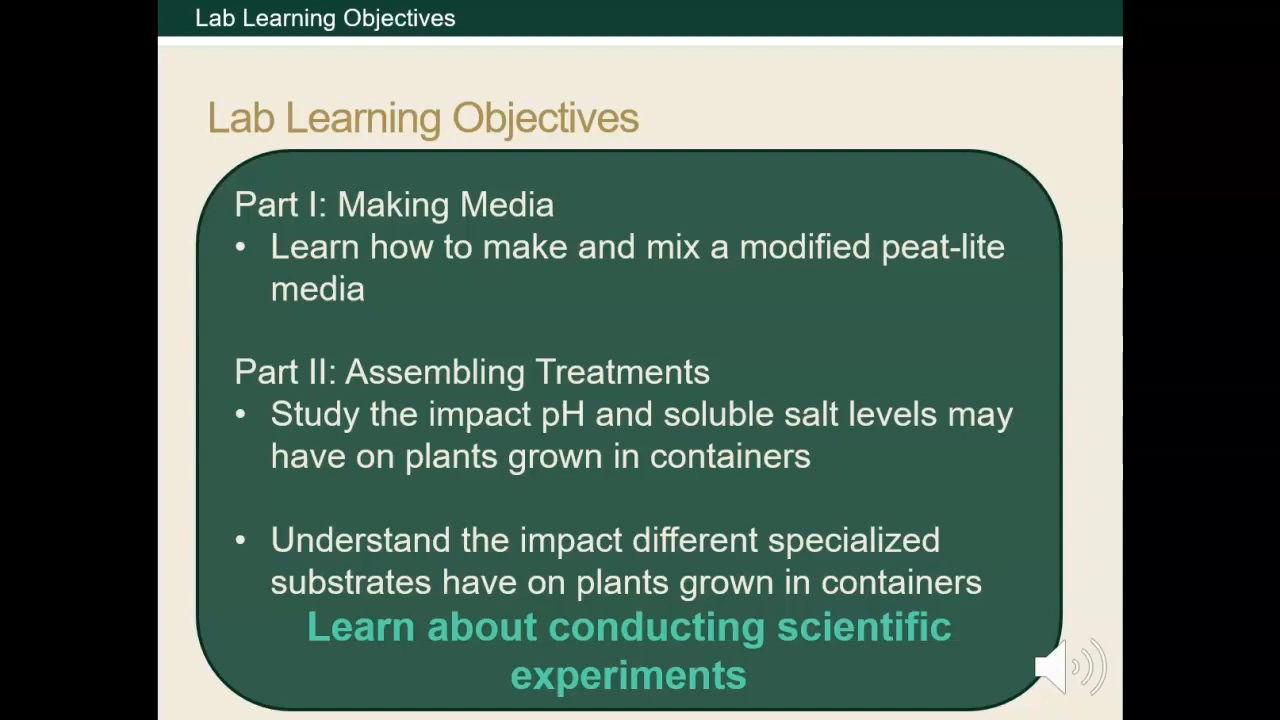 Lab Learning Objectives
Lab Learning Objectives
Part I: Making Media
• Learn how to make and mix a modified peat-lite
media
Part II: Assembling Treatments
• Study the impact pH and soluble salt levels may
have on plants grown in containers
• Understand the impact different specialized
substrates have on plants grown in containers
Learn about conducting scientific
experiments